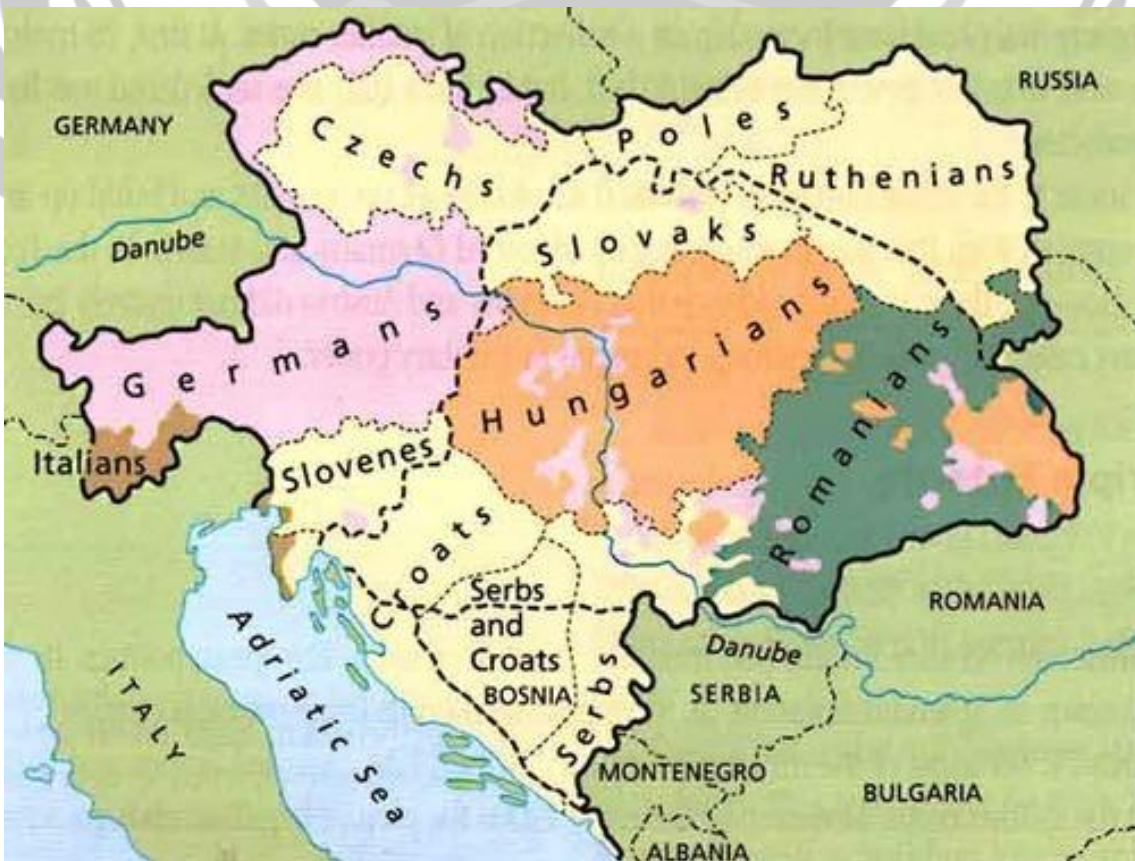 RUSSIA
GERMANY
Poles
Czechs
Ruthenians
Slovaks
Danube
Germans
Hungarians
Romanians
Italians
Slovenes
Croats
Serbs
and
Croats
BOSNIA
Serbs
ROMANIA
Adriatic Sea
Danube
ITALY
SERBIA
MONTENEGRO
BULGARIA
ALBANIA